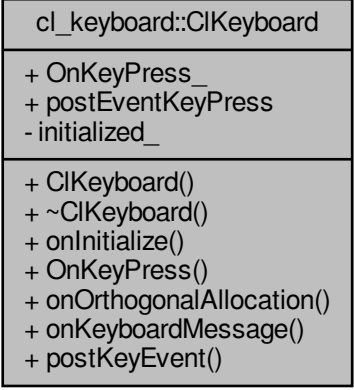 cl_keyboard::ClKeyboard
+ OnKeyPress_
+ postEventKeyPress
- initialized_
+ ClKeyboard()
+ ~ClKeyboard()
+ onInitialize()
+ OnKeyPress()
+ onOrthogonalAllocation()
+ onKeyboardMessage()
+ postKeyEvent()